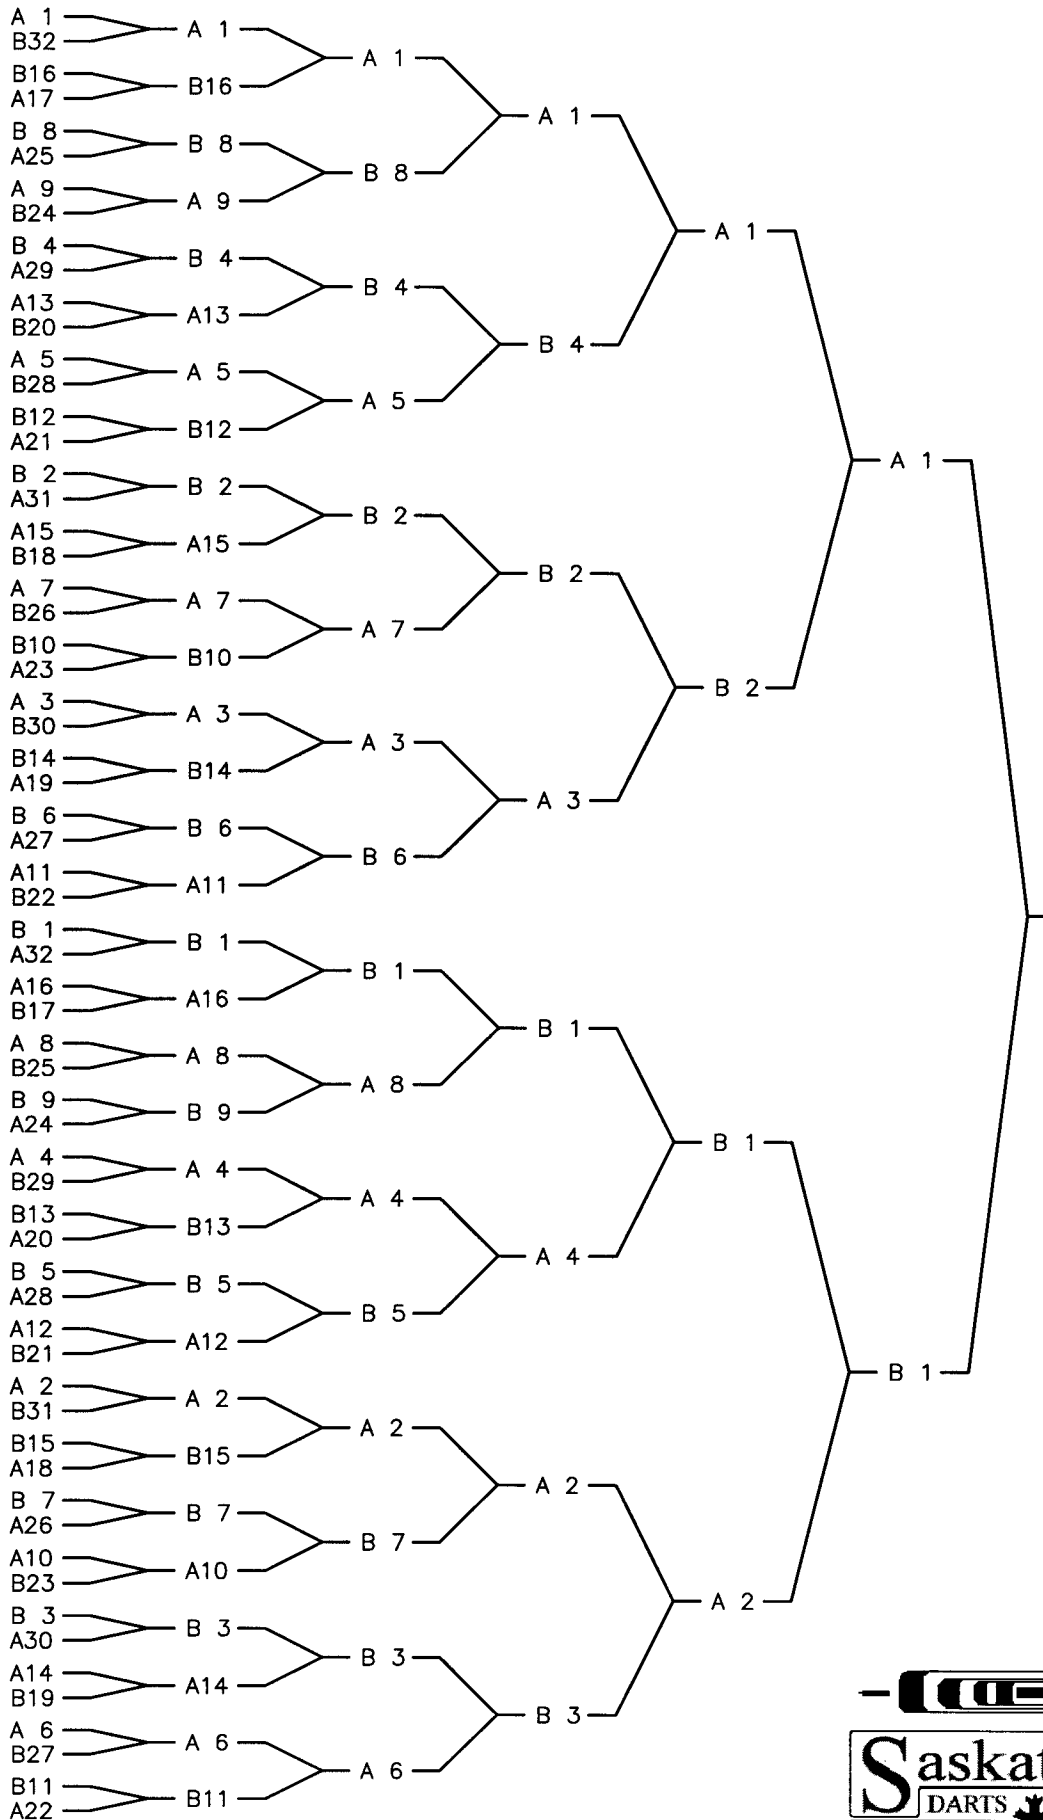 A 1
B32
A 1
B16
A17
B16
A 1
B 8
A25
B 8
A 9
B24
A 9
B 8
A 1
B 4
A29
B 4
A13
B20
A13
B 4
A 5
B28
A 5
B12
A21
B12
A 5
B 4
A 1
B 2
A31
B 2
A15
B18
A15
B 2
A 7
B26
A 7
B10
A23
B10
A 7
B 2
A 3
B30
A 3
B14
A19
B14
A 3
B 6
A27
B 6
A11
B22
A11
B 6
A 3
B 2
A 1
B 1
A32
B 1
A16
B17
A16
B 1
A 8
B25
A 8
B 9
A24
B 9
A 8
B 1
A 4
B29
A 4
B13
A20
B13
A 4
B 5
A28
B 5
A12
B21
A12
B 5
A 4
B 1
A 2
B31
A 2
B15
A18
B15
A 2
B 7
A26
B 7
A10
B23
A10
B 7
A 2
B 3
A30
B 3
A14
B19
A14
B 3
A 6
B27
A 6
B11
A22
B11
A 6
B 3
A 2
B 1
Saskat
DARTS